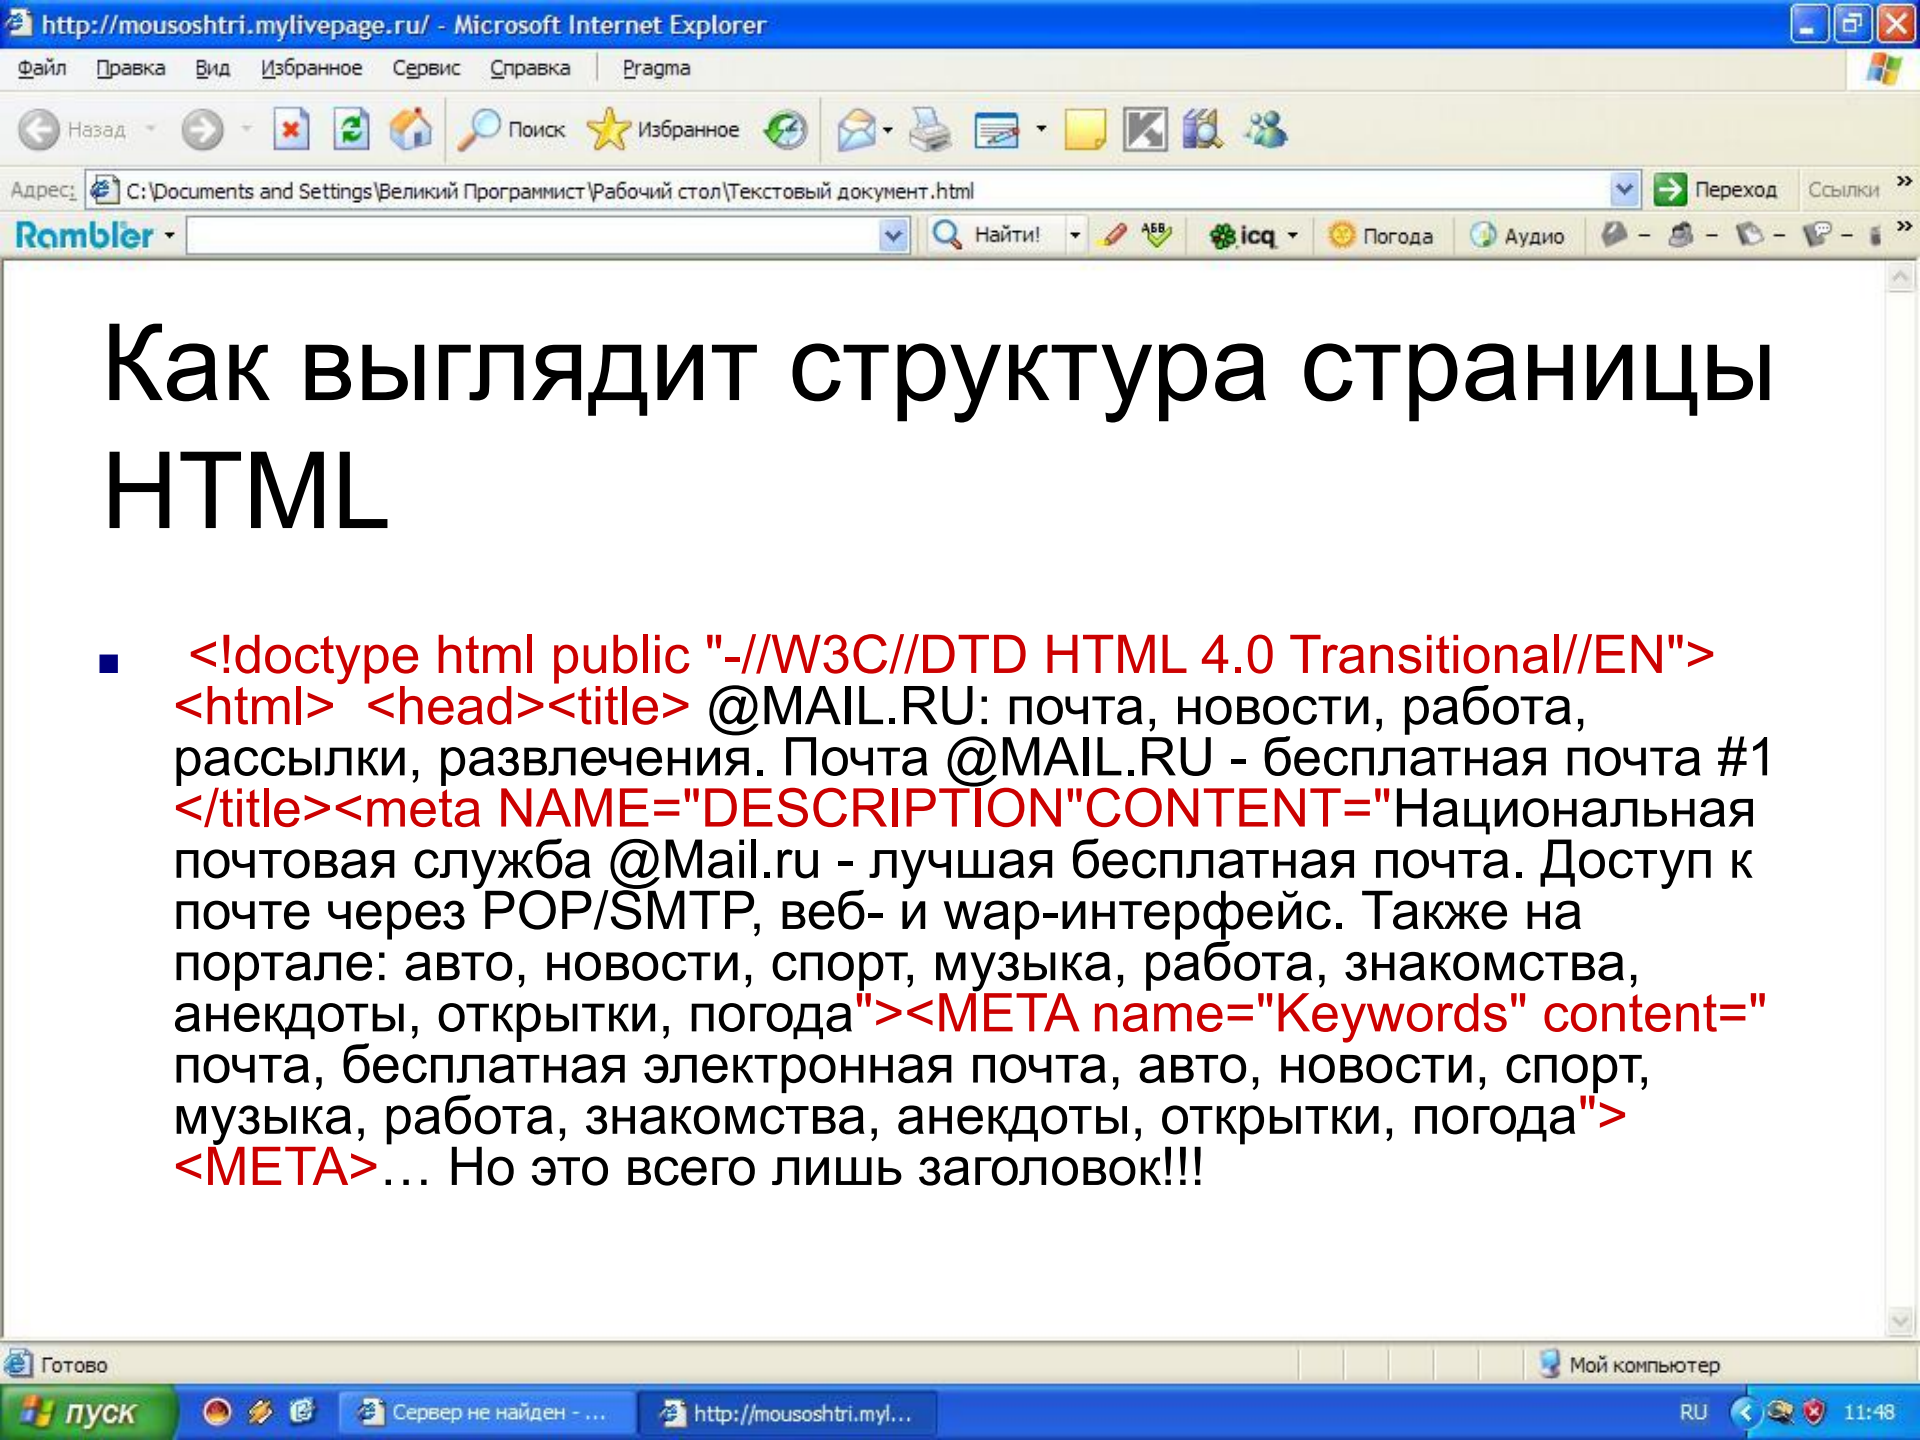 http://mousoshtri.mylivepage.ru/ - Microsoft Internet Explorer
Файл Правка Вид Избранное Сервис Справка Pragma
Назад Поиск Избранное
Адрес: C:\Documents and Settings\Великий Программист\Рабочий стол\Текстовый документ.html Переход Ссылки »
Rambler Найти! АБВ icq Погода Аудио »
Как выглядит структура страницы
HTML
<!doctype html public "-//W3C//DTD HTML 4.0 Transitional//EN">
<html> <head><title> @MAIL.RU: почта, новости, работа,
рассылки, развлечения. Почта @MAIL.RU - бесплатная почта #1
</title><meta NAME="DESCRIPTION"CONTENT="Национальная
почтовая служба @Mail.ru - лучшая бесплатная почта. Доступ к
почте через POP/SMTP, веб- и wap-интерфейс. Также на
портале: авто, новости, спорт, музыка, работа, знакомства,
анекдоты, открытки, погода"><META name="Keywords" content="
почта, бесплатная электронная почта, авто, новости, спорт,
музыка, работа, знакомства, анекдоты, открытки, погода">
<META>… Но это всего лишь заголовок!!!
Готово Мой компьютер
пуск Сервер не найден - ... http://mousoshtri.myl... RU 11:48